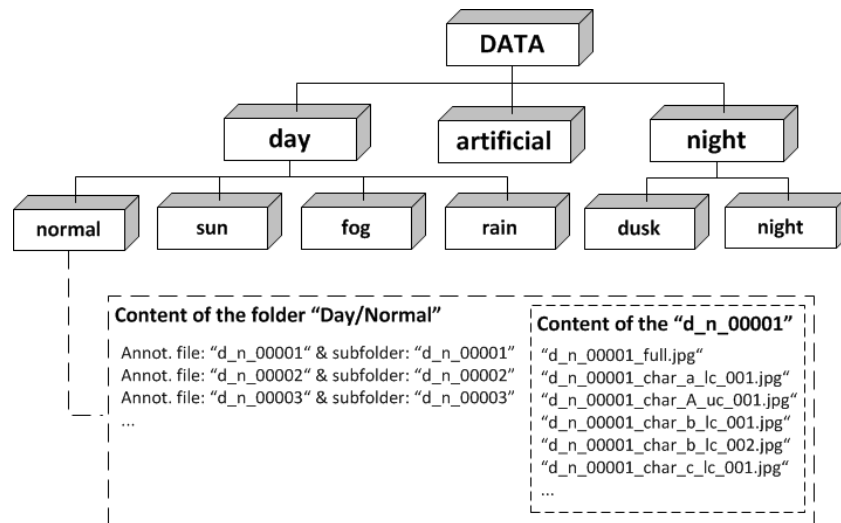 DATA
day
artificial
night
normal
sun
fog
rain
dusk
night
Content of the folder “Day/Normal”
Annot. file: “d_n_00001“ & subfolder: “d_n_00001”
Annot. file: “d_n_00002“ & subfolder: “d_n_00002”
Annot. file: “d_n_00003“ & subfolder: “d_n_00003”
...
Content of the “d_n_00001”
“d_n_00001_full.jpg“
“d_n_00001_char_a_lc_001.jpg“
“d_n_00001_char_A_uc_001.jpg“
“d_n_00001_char_b_lc_001.jpg“
“d_n_00001_char_b_lc_002.jpg“
“d_n_00001_char_c_lc_001.jpg“
...